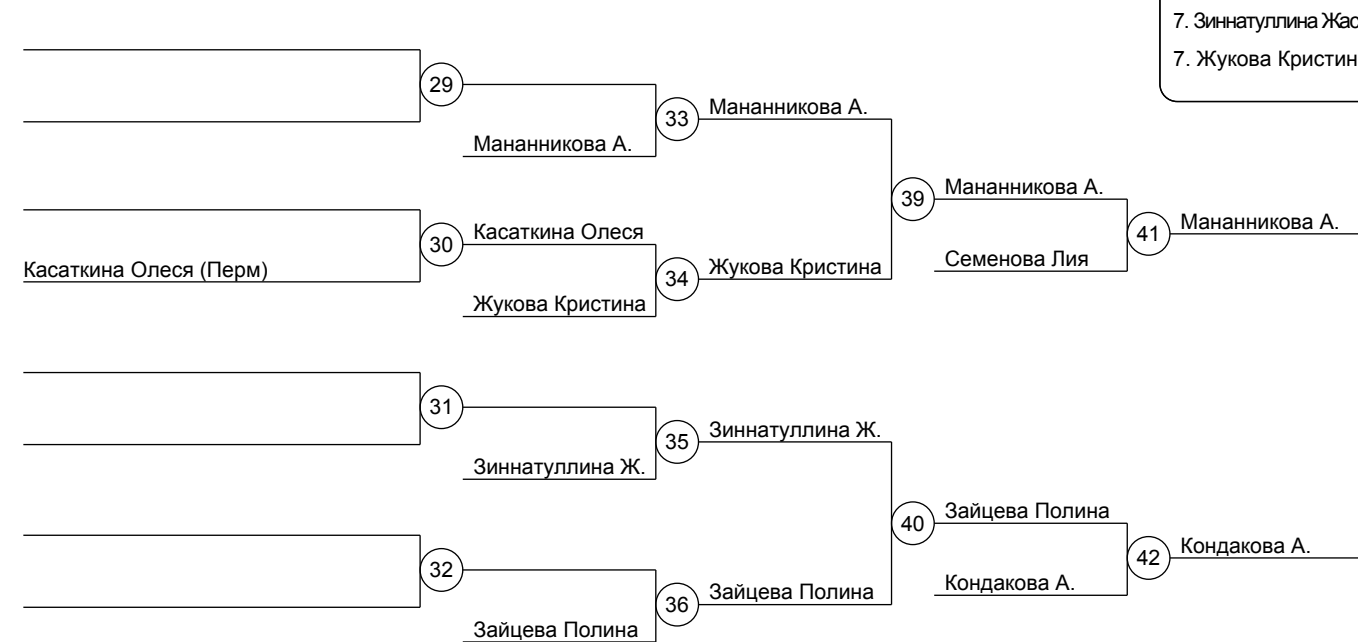 7. Зиннатуллина Жас
7. Жукова Кристин
29
Мананникова А.
33
Мананникова А.
39
Мананникова А.
41
Мананникова А.
Семенова Лия
30
Касаткина Олеся
Касаткина Олеся (Перм)
34
Жукова Кристина
Жукова Кристина
31
35
Зиннатуллина Ж.
Зиннатуллина Ж.
40
Зайцева Полина
42
Кондакова А.
Кондакова А.
32
36
Зайцева Полина
Зайцева Полина